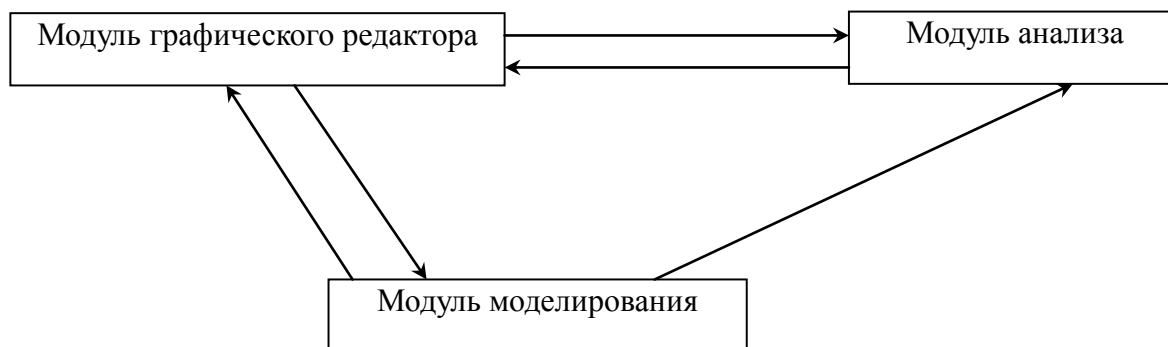 Модуль графического редактора
Модуль анализа
Модуль моделирования